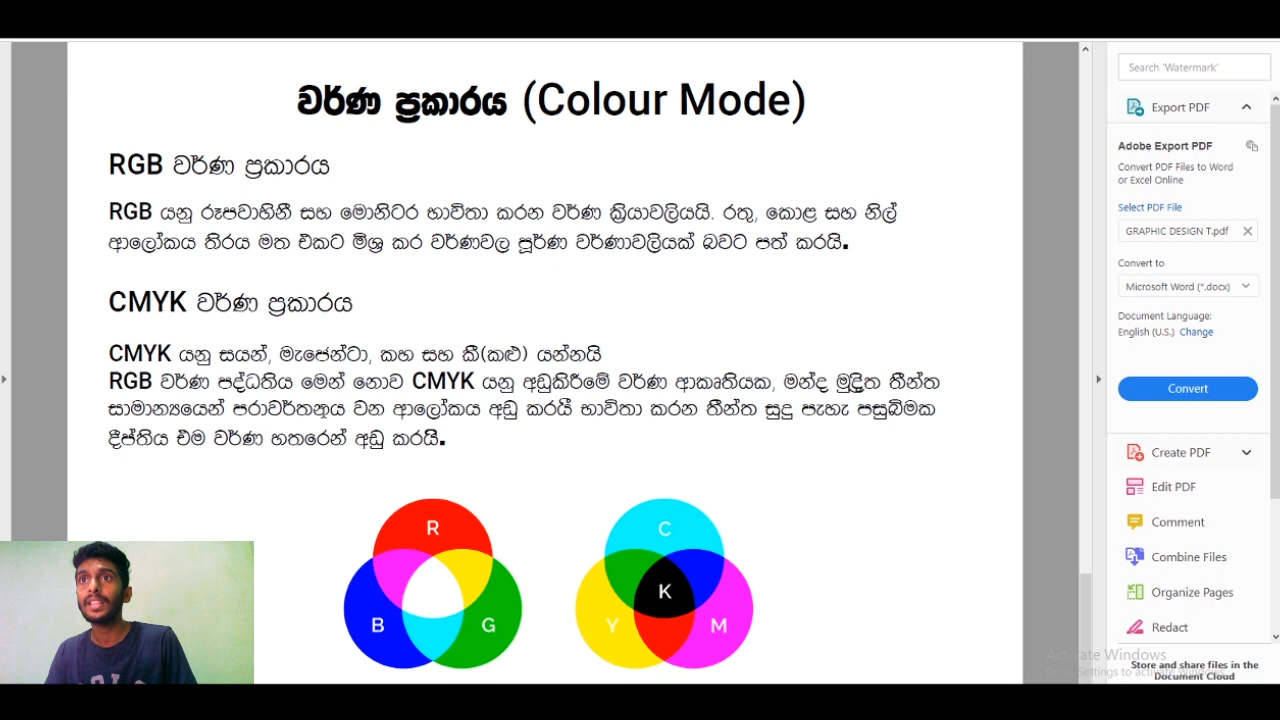 වර්ණ ප්‍රකාරය (Colour Mode)
RGB වර්ණ ප්‍රකාරය
RGB යනු රූපවාහිනී සහ මොනිටර භාවිතා කරන වර්ණ ක්‍රියාවලියයි. රතු, කොළ සහ නිල්
ආලෝකය තිරය මත එකට මිශ්‍ර කර වර්ණවල පූර්ණ වර්ණාවලියක් බවට පත් කරයි.
CMYK වර්ණ ප්‍රකාරය
CMYK යනු සයන්, මැජෙන්ටා, කහ සහ කී(කළු) යන්නයි
RGB වර්ණ පද්ධතිය මෙන් නොව CMYK යනු අඩුකිරීමේ වර්ණ ආකෘතියක, මන්ද මුද්‍රිත තීන්ත
සාමාන්‍යයෙන් පරාවර්තනය වන ආලෝකය අඩු කරයි භාවිතා කරන තීන්ත සුදු පැහැ පසුබිමක
දීප්තිය එම වර්ණ හතරෙන් අඩු කරයි.
R
B
G
C
K
Y
M
Search 'Watermark'
Export PDF
Adobe Export PDF
Convert PDF Files to Word
or Excel Online
Select PDF File
GRAPHIC DESIGN T.pdf
Convert to
Microsoft Word (*.docx)
Document Language:
English (U.S.) Change
Convert
Create PDF
Edit PDF
Comment
Combine Files
Organize Pages
Redact
Activate Windows
Go to Settings to activate Windows.
Store and share files in the
Document Cloud